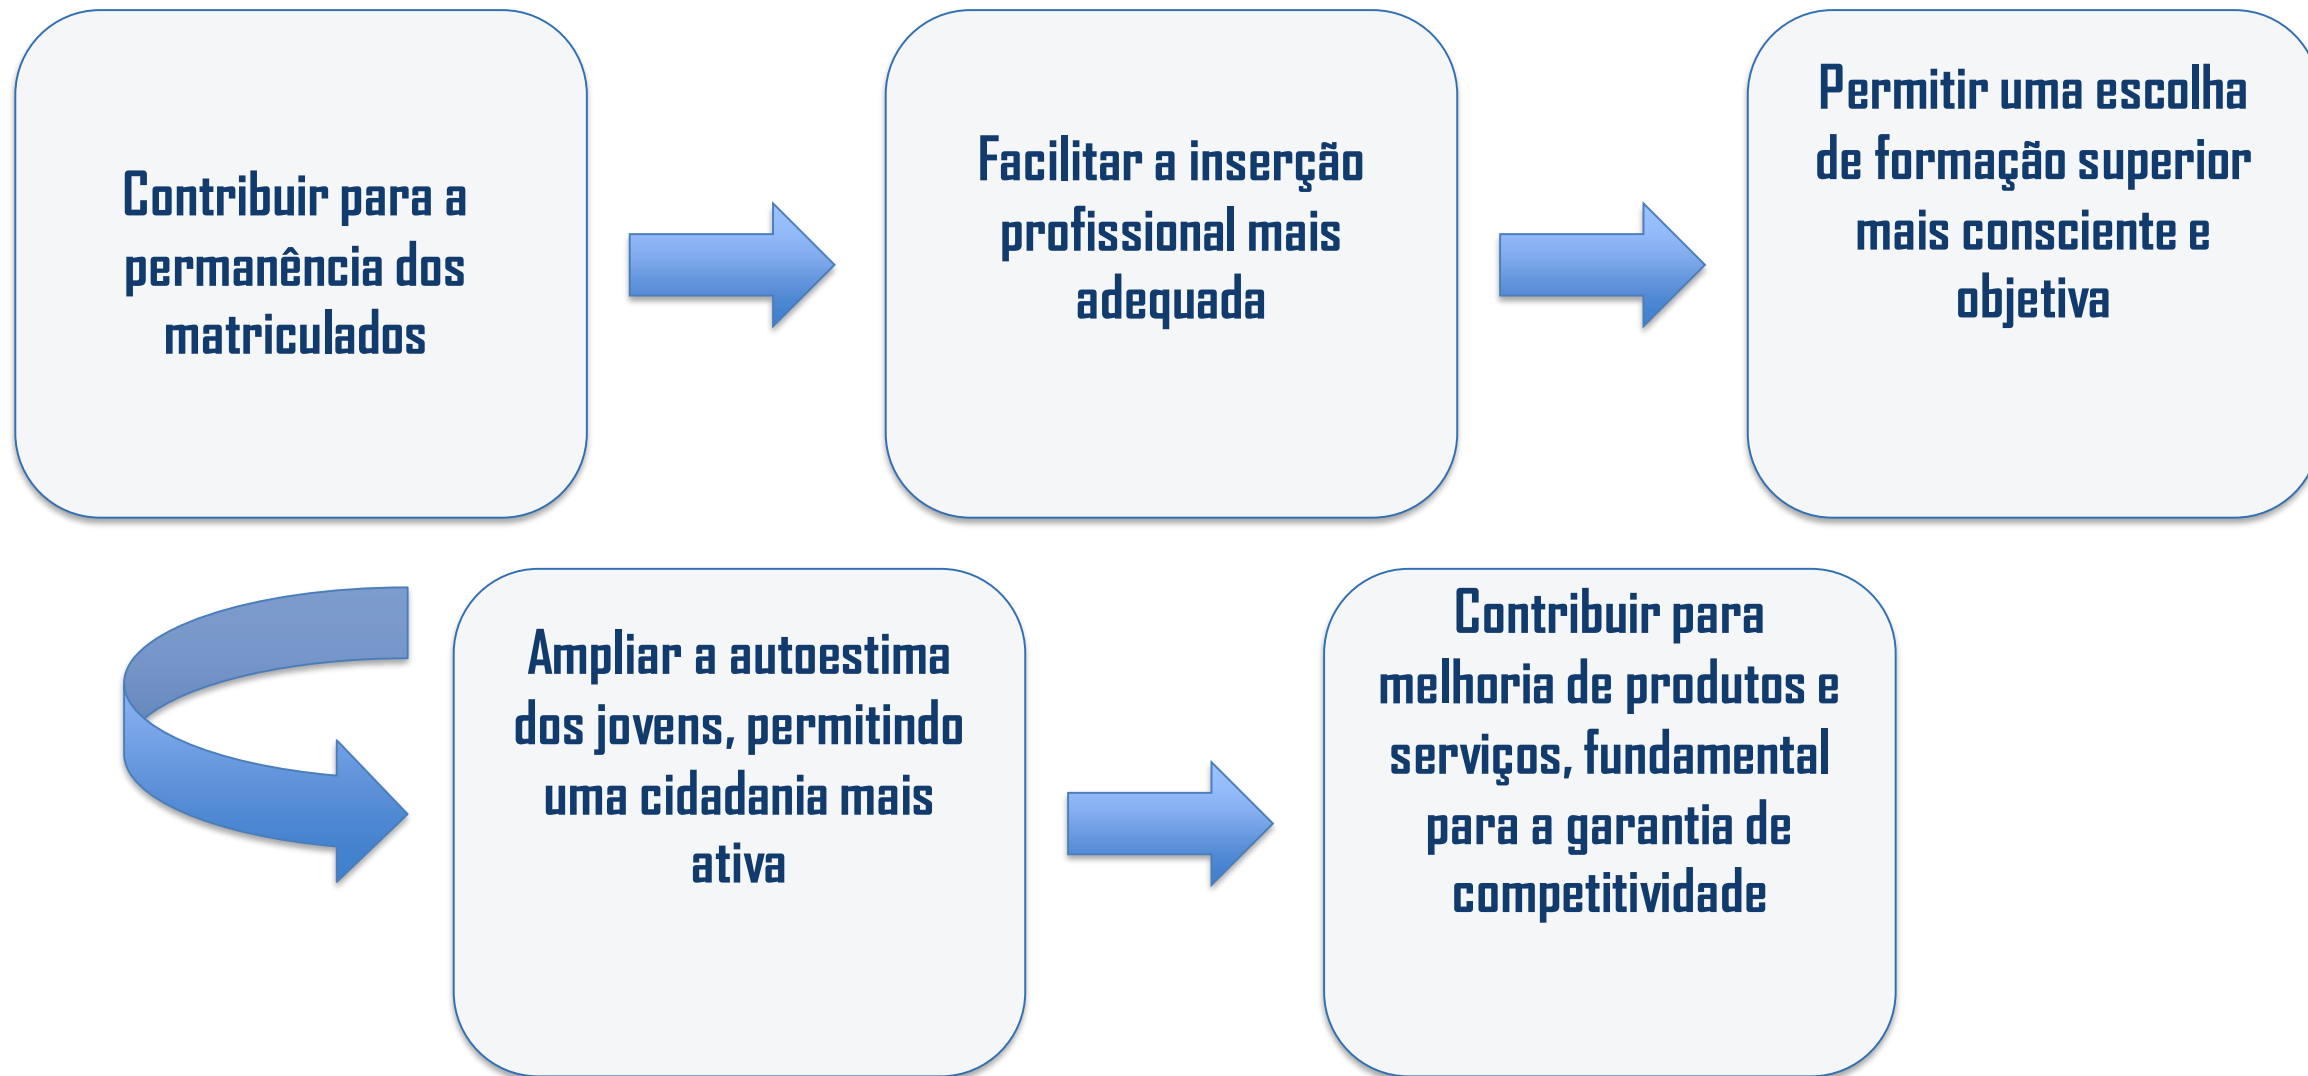 Contribuir para a
permanência dos
matriculados
Facilitar a inserção
profissional mais
adequada
Permitir uma escolha
de formação superior
mais consciente e
objetiva
Ampliar a autoestima
dos jovens, permitindo
uma cidadania mais
ativa
Contribuir para
melhoria de produtos e
serviços, fundamental
para a garantia de
competitividade